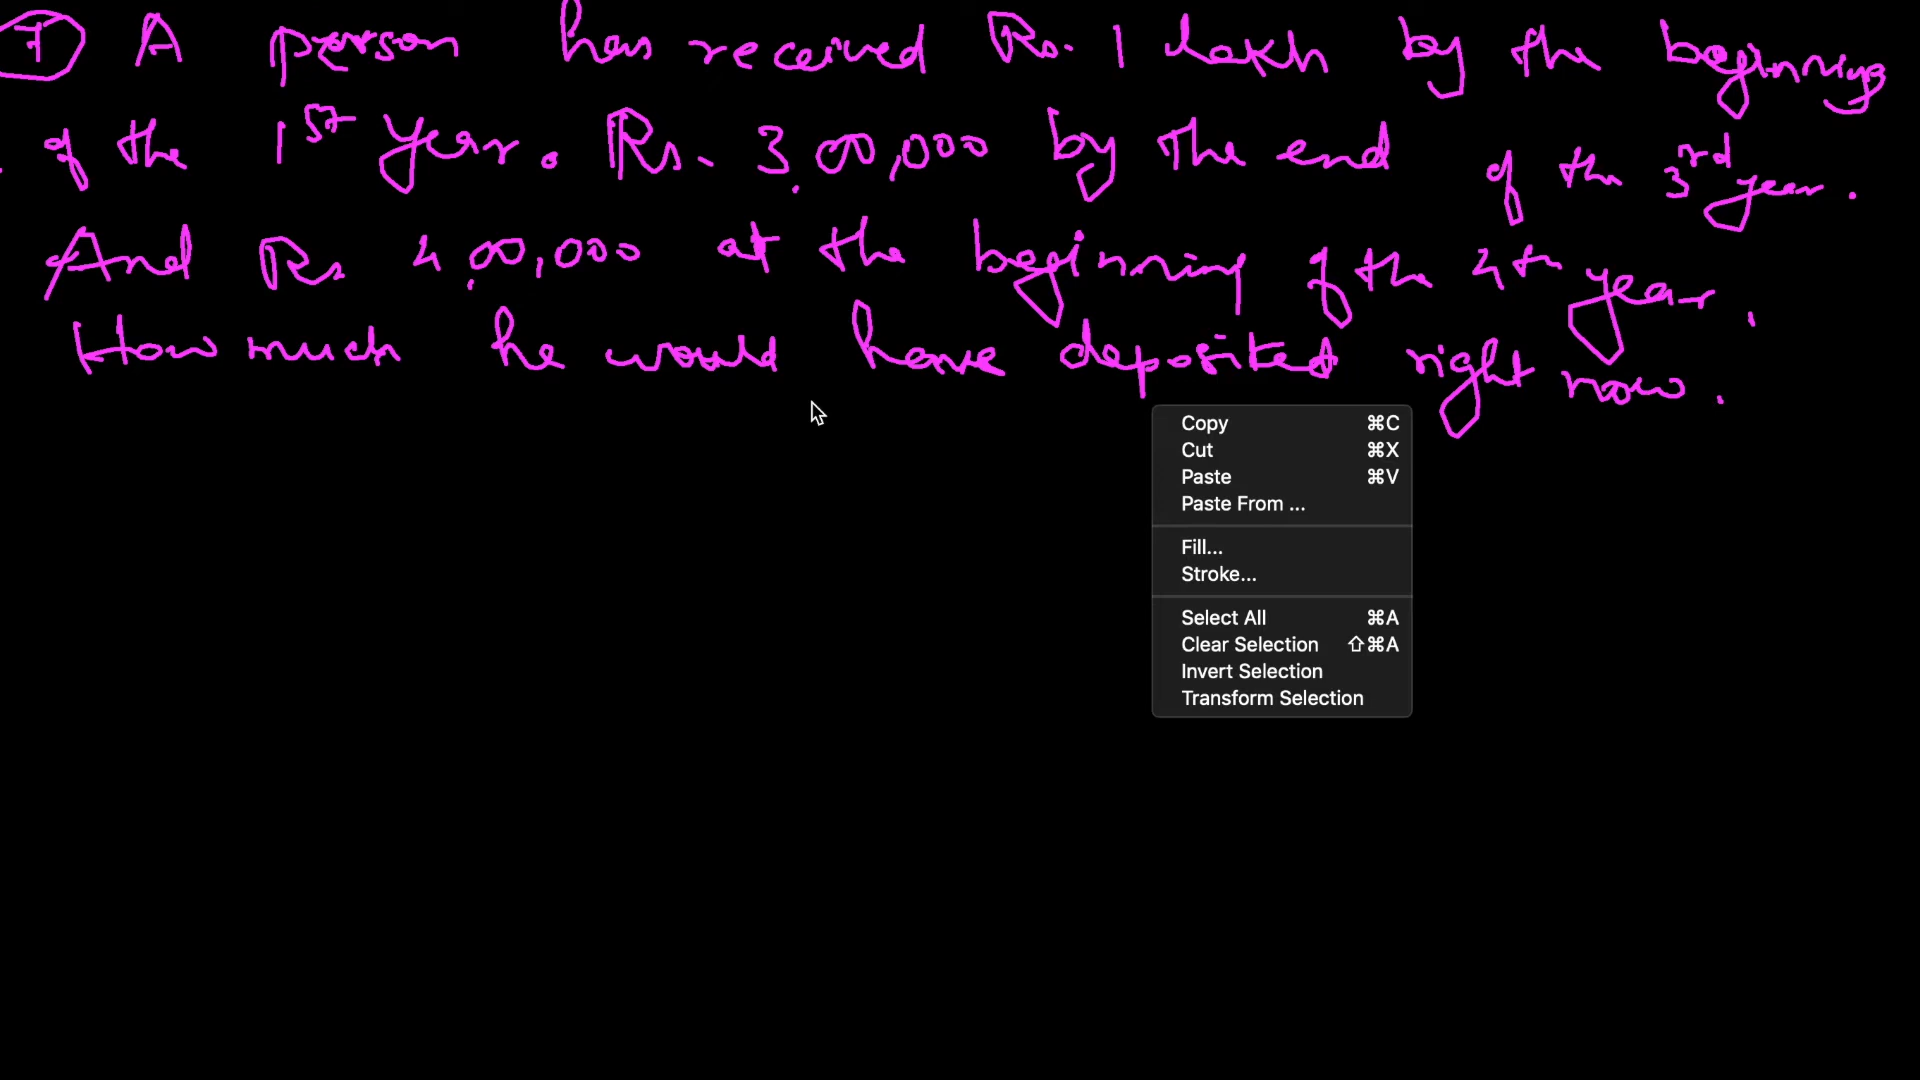 7 A person has received Rs. 1 lakh by the beginning
of the 1st year. Rs. 3,00,000 by the end of the 3rd year.
And Rs 4,00,000 at the beginning of the 4th year.
How much he would have deposited right now.
Copy ⌘C
Cut ⌘X
Paste ⌘V
Paste From ...
Fill...
Stroke...
Select All ⌘A
Clear Selection ⇧⌘A
Invert Selection
Transform Selection